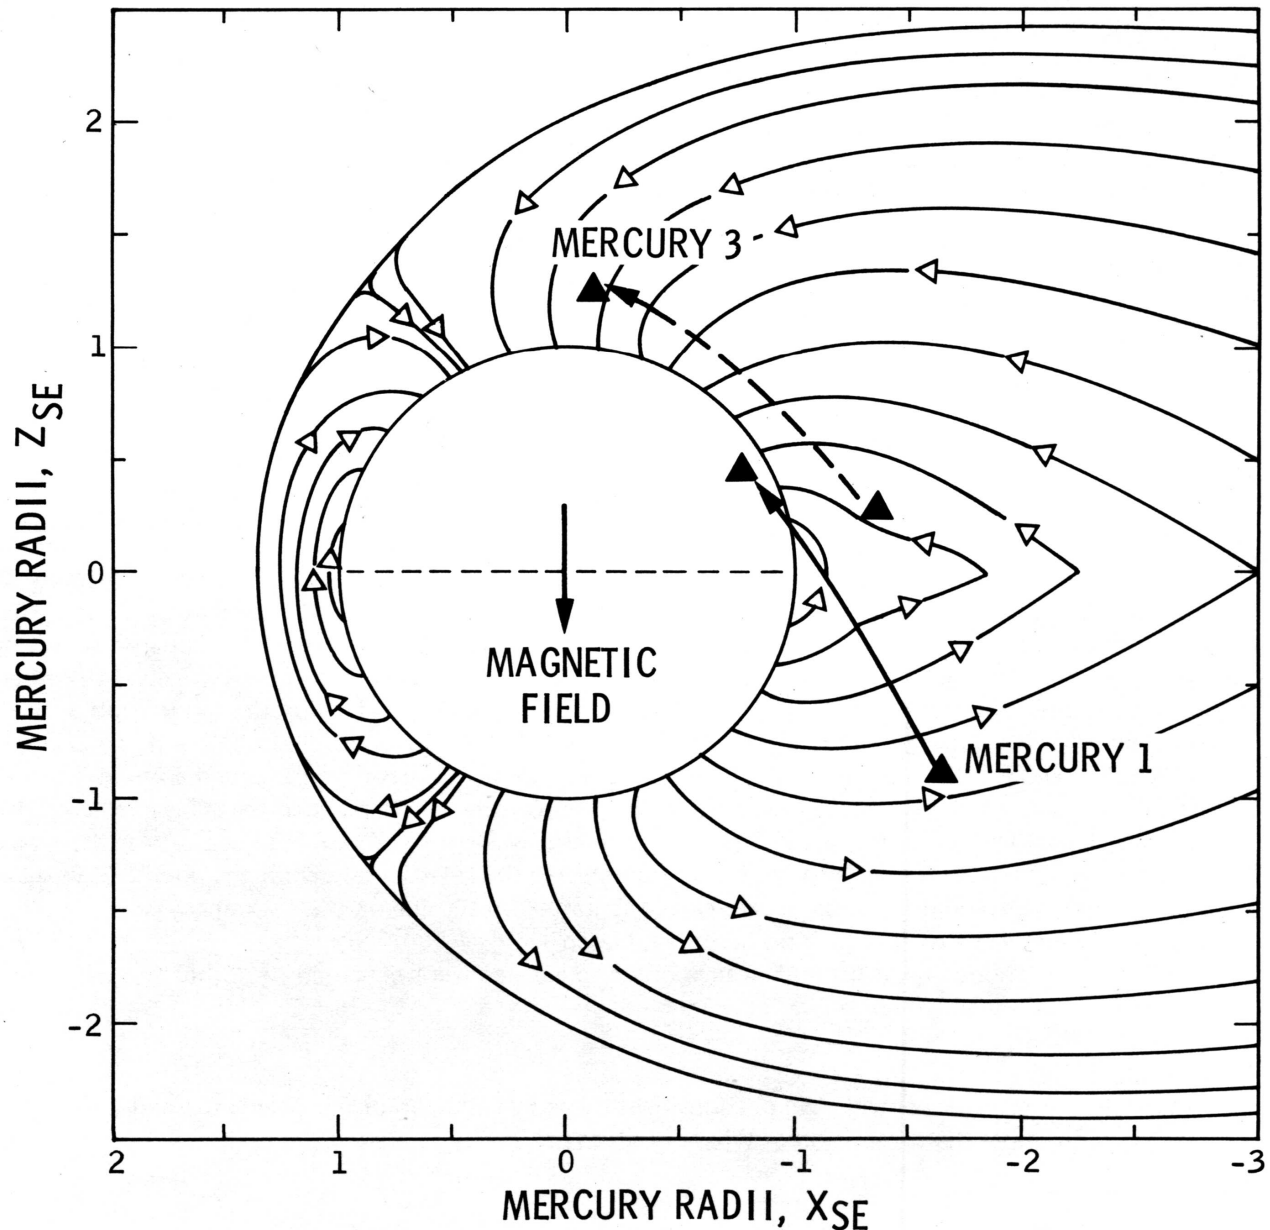 MERCURY RADII, Z_SE
2
1
0
-1
-2
MERCURY 3
MAGNETIC
FIELD
MERCURY 1
2 1 0 -1 -2 -3
MERCURY RADII, X_SE